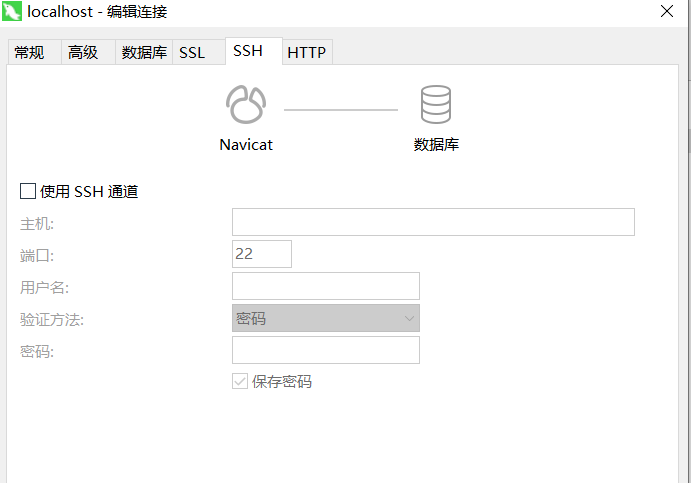 localhost - 编辑连接
常规 高级 数据库 SSL SSH HTTP
Navicat 数据库
使用 SSH 通道
主机:
端口: 22
用户名:
验证方法: 密码
密码:
保存密码